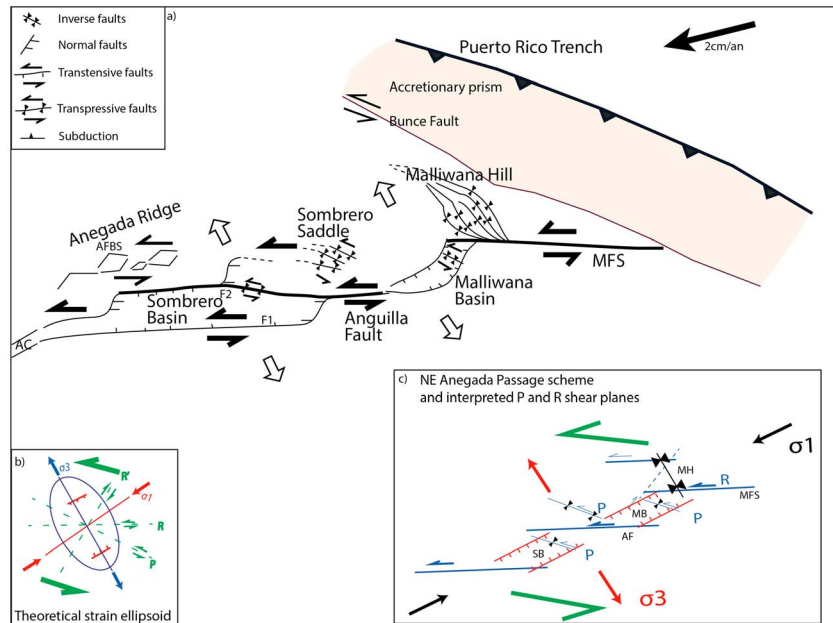 Inverse faults
Normal faults
Transtensive faults
Transpressive faults
Subduction
a)
Puerto Rico Trench
2cm/an
Accretionary prism
Bunce Fault
Malliwana Hill
Anegada Ridge
AFBS
Sombrero
Saddle
MFS
Malliwana
Basin
Sombrero
Basin
F2
F1
Anguilla
Fault
AC
b)
σ3
R'
σ1
R
P
Theoretical strain ellipsoid
c) NE Anegada Passage scheme
and interpreted P and R shear planes
σ1
MH
R
MFS
P
MB
P
AF
SB
P
σ3